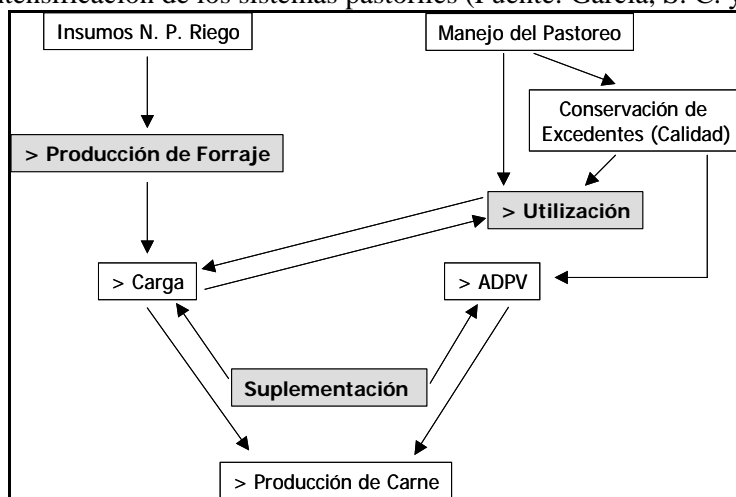 ntensificación de los sistemas pastoriles (Fuente: García, S. C. y
Insumos N. P. Riego
Manejo del Pastoreo
Conservación de
Excedentes (Calidad)
> Producción de Forraje
> Utilización
> Carga
> ADPV
Suplementación
> Producción de Carne